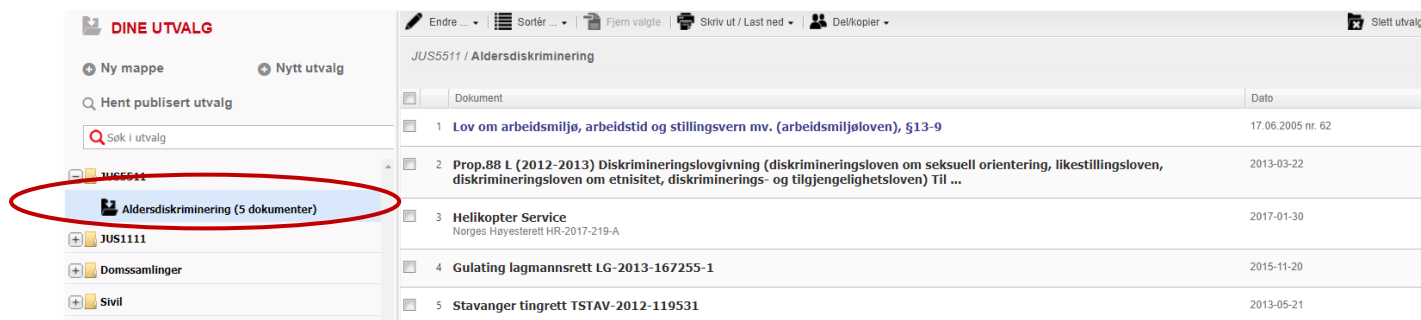 DINE UTVALG
Ny mappe
Nytt utvalg
Hent publisert utvalg
Søk i utvalg
JUS5511
Aldersdiskriminering (5 dokumenter)
JUS1111
Domssamlinger
Sivil
Endre ... Sortér ... Fjern valgte Skriv ut / Last ned Del/kopier Slett utvalg
JUS5511 / Aldersdiskriminering
Dokument Dato
1 Lov om arbeidsmiljø, arbeidstid og stillingsvern mv. (arbeidsmiljøloven), §13-9 17.06.2005 nr. 62
2 Prop.88 L (2012-2013) Diskrimineringslovgivning (diskrimineringsloven om seksuell orientering, likestillingsloven, 2013-03-22
diskrimineringsloven om etnisitet, diskriminerings- og tilgjengelighetsloven) Til ...
3 Helikopter Service 2017-01-30
Norges Høyesterett HR-2017-219-A
4 Gulating lagmannsrett LG-2013-167255-1 2015-11-20
5 Stavanger tingrett TSTAV-2012-119531 2013-05-21